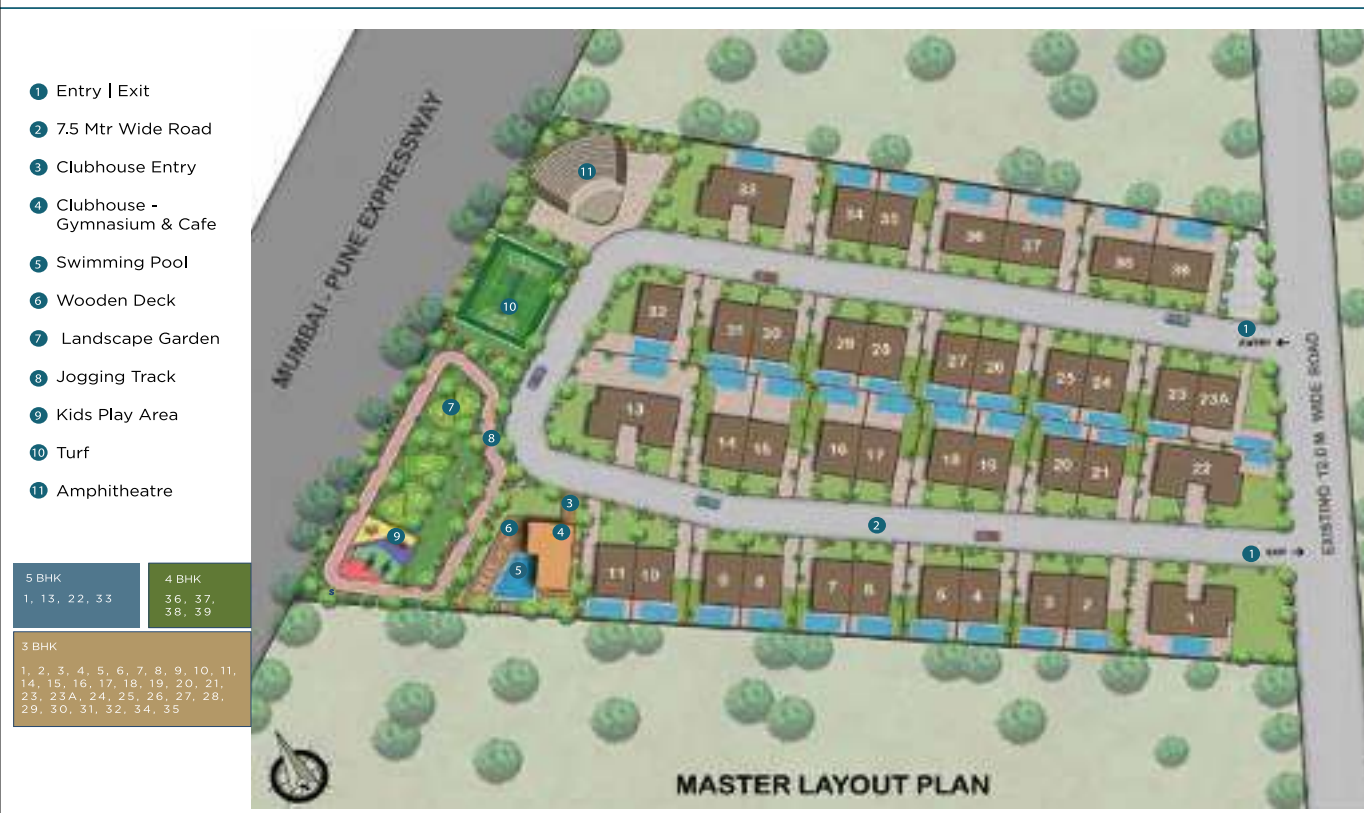 1 Entry | Exit
2 7.5 Mtr Wide Road
3 Clubhouse Entry
4 Clubhouse -
Gymnasium & Cafe
5 Swimming Pool
6 Wooden Deck
7 Landscape Garden
8 Jogging Track
9 Kids Play Area
10 Turf
11 Amphitheatre
5 BHK
1, 13, 22, 33
4 BHK
36, 37,
38, 39
3 BHK
1, 2, 3, 4, 5, 6, 7, 8, 9, 10, 11,
14, 15, 16, 17, 18, 19, 20, 21,
23, 23A, 24, 25, 26, 27, 28,
29, 30, 31, 32, 34, 35
MUMBAI - PUNE EXPRESSWAY
11
33
34 35
36 37
10
1
ENTRY
32
31 30
29 28
27 26
25 24
23 23A
EXISTING 12.0M WIDE ROAD
7
8
13
14 15
16 17
18 19
20 21
22
3
6
4
2
9
5
1
EXIT
11 10
9 8
7 6
5 4
3 2
1
MASTER LAYOUT PLAN